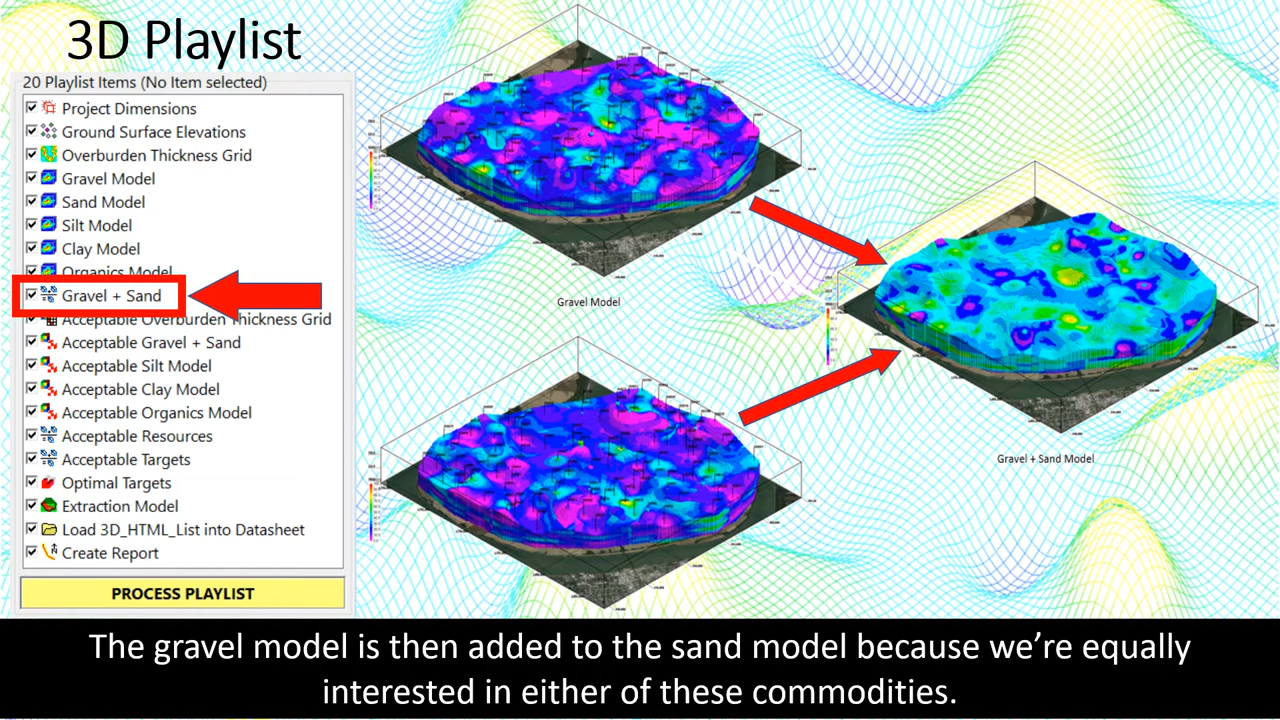 3D Playlist
20 Playlist Items (No Item selected)
Project Dimensions
Ground Surface Elevations
Overburden Thickness Grid
Gravel Model
Sand Model
Silt Model
Clay Model
Organics Model
Gravel + Sand
Acceptable Overburden Thickness Grid
Acceptable Gravel + Sand
Acceptable Silt Model
Acceptable Clay Model
Acceptable Organics Model
Acceptable Resources
Acceptable Targets
Optimal Targets
Extraction Model
Load 3D_HTML_List into Datasheet
Create Report
PROCESS PLAYLIST
Gravel Model
Gravel + Sand Model
The gravel model is then added to the sand model because we’re equally
interested in either of these commodities.